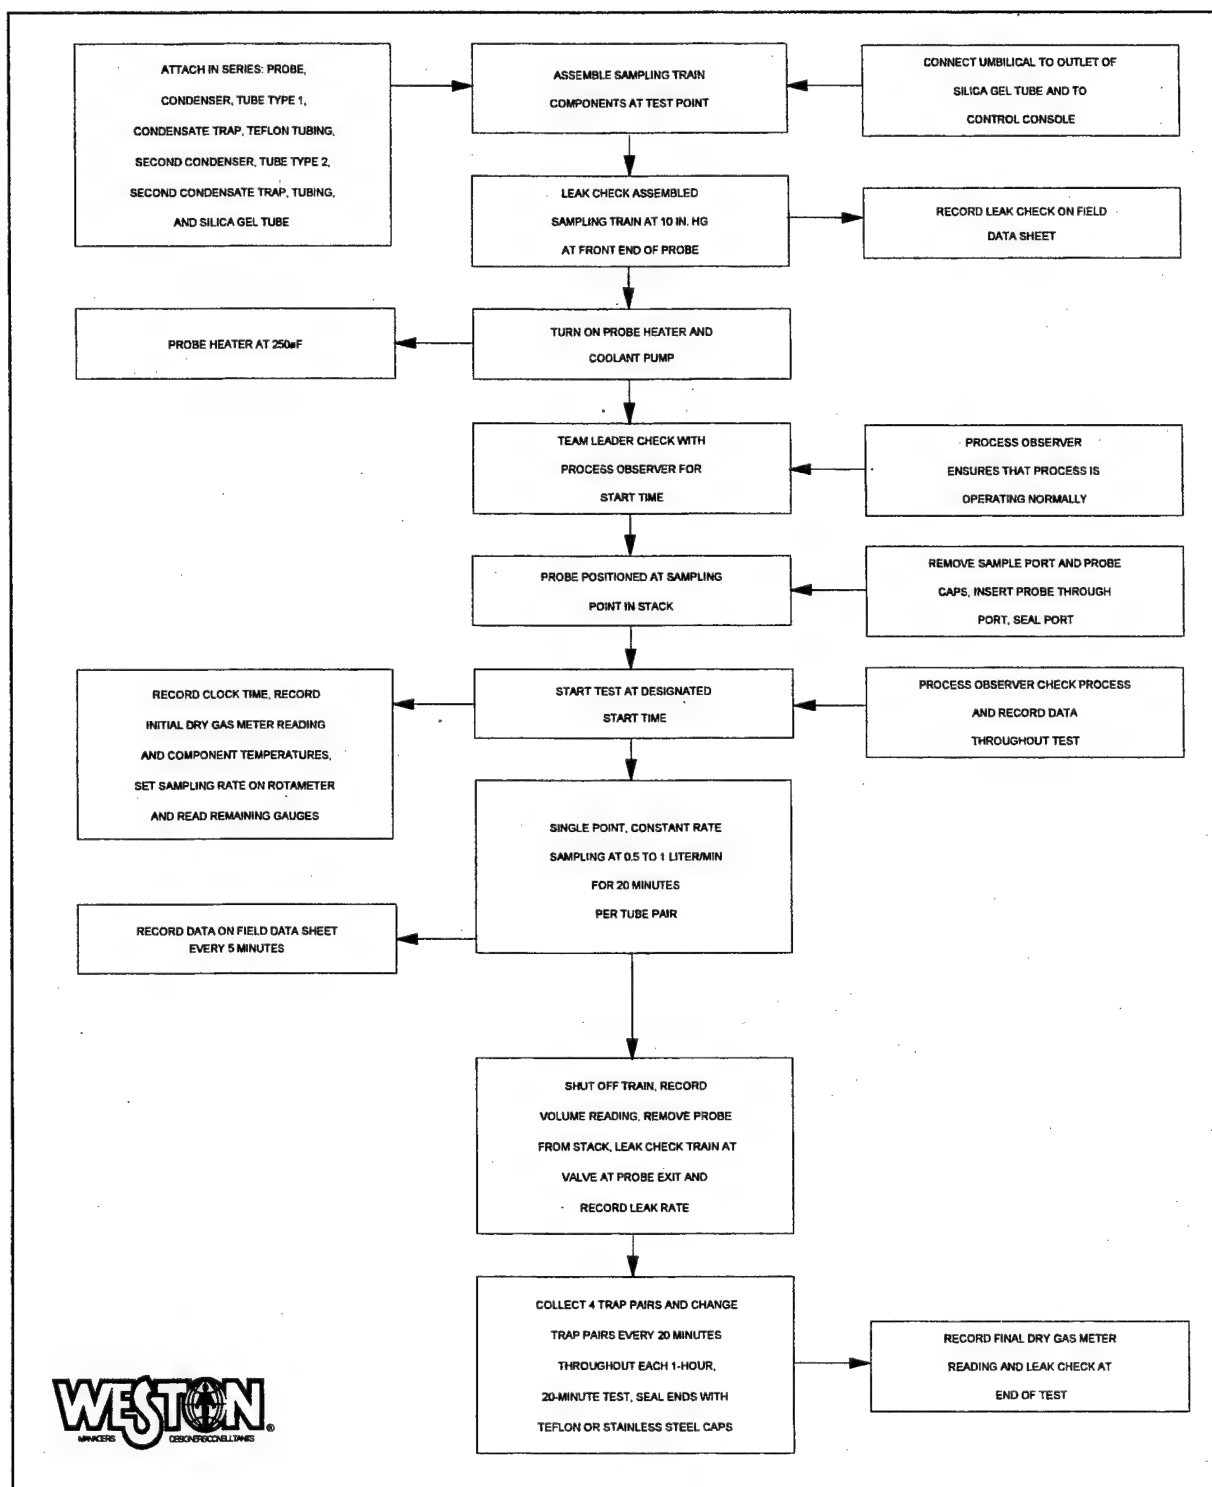 ATTACH IN SERIES: PROBE,
CONDENSER, TUBE TYPE 1,
CONDENSATE TRAP, TEFLON TUBING,
SECOND CONDENSER, TUBE TYPE 2,
SECOND CONDENSATE TRAP, TUBING,
AND SILICA GEL TUBE
ASSEMBLE SAMPLING TRAIN
COMPONENTS AT TEST POINT
CONNECT UMBILICAL TO OUTLET OF
SILICA GEL TUBE AND TO
CONTROL CONSOLE
LEAK CHECK ASSEMBLED
SAMPLING TRAIN AT 10 IN. HG
AT FRONT END OF PROBE
RECORD LEAK CHECK ON FIELD
DATA SHEET
PROBE HEATER AT 250øF
TURN ON PROBE HEATER AND
COOLANT PUMP
TEAM LEADER CHECK WITH
PROCESS OBSERVER FOR
START TIME
PROCESS OBSERVER
ENSURES THAT PROCESS IS
OPERATING NORMALLY
PROBE POSITIONED AT SAMPLING
POINT IN STACK
REMOVE SAMPLE PORT AND PROBE
CAPS, INSERT PROBE THROUGH
PORT, SEAL PORT
RECORD CLOCK TIME, RECORD
INITIAL DRY GAS METER READING
AND COMPONENT TEMPERATURES,
SET SAMPLING RATE ON ROTAMETER
AND READ REMAINING GAUGES
START TEST AT DESIGNATED
START TIME
PROCESS OBSERVER CHECK PROCESS
AND RECORD DATA
THROUGHOUT TEST
SINGLE POINT, CONSTANT RATE
SAMPLING AT 0.5 TO 1 LITER/MIN
FOR 20 MINUTES
PER TUBE PAIR
RECORD DATA ON FIELD DATA SHEET
EVERY 5 MINUTES
SHUT OFF TRAIN, RECORD
VOLUME READING, REMOVE PROBE
FROM STACK, LEAK CHECK TRAIN AT
VALVE AT PROBE EXIT AND
RECORD LEAK RATE
COLLECT 4 TRAP PAIRS AND CHANGE
TRAP PAIRS EVERY 20 MINUTES
THROUGHOUT EACH 1-HOUR,
20-MINUTE TEST, SEAL ENDS WITH
TEFLON OR STAINLESS STEEL CAPS
RECORD FINAL DRY GAS METER
READING AND LEAK CHECK AT
END OF TEST
WESTON®
MANAGERS DESIGNERS/CONSULTANTS